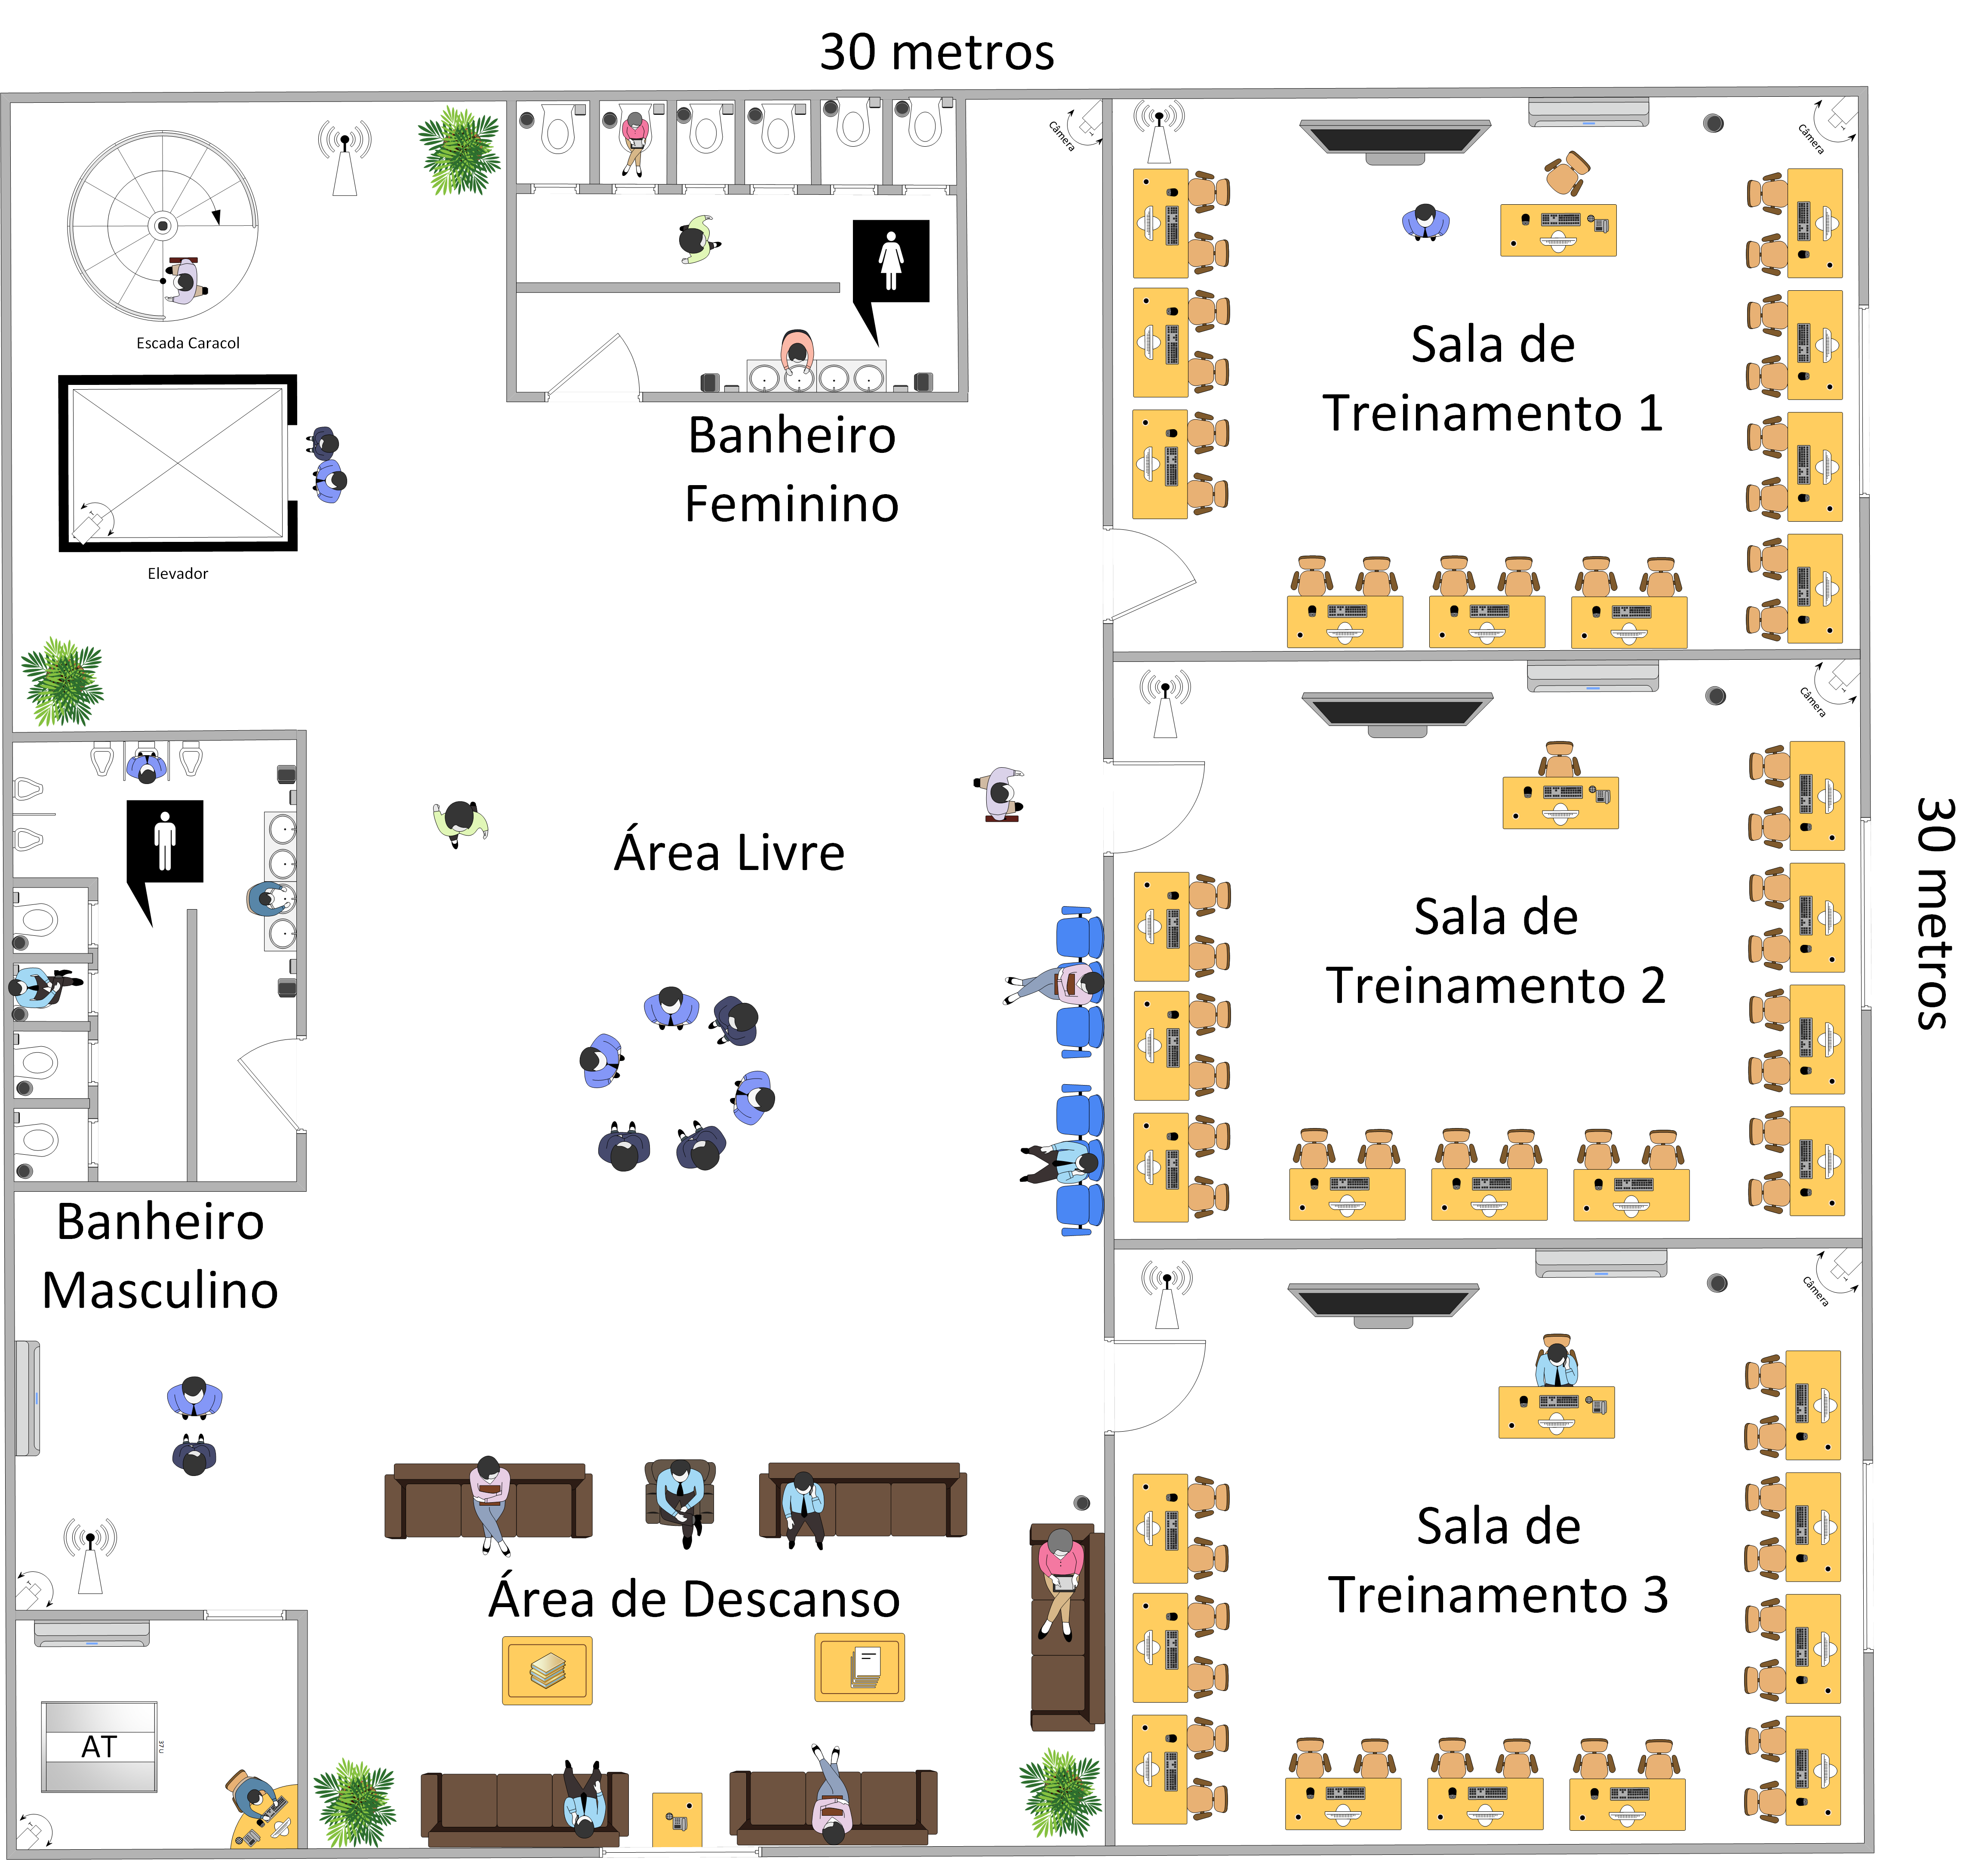 30 metros
Câmera
Câmera
Escada Caracol
Sala de
Treinamento 1
Banheiro
Feminino
Elevador
Câmera
30 metros
Área Livre
Sala de
Treinamento 2
Banheiro
Masculino
Câmera
Sala de
Treinamento 3
Área de Descanso
AT
37U